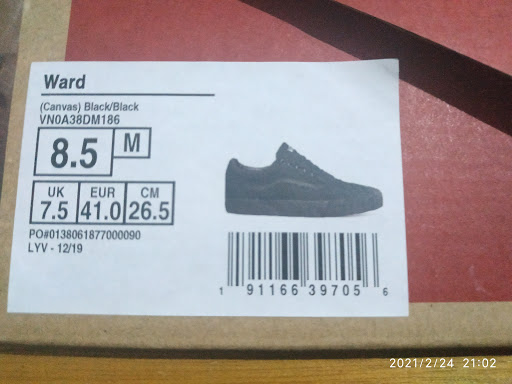 Ward
(Canvas) Black/Black
VN0A38DM186
8.5 M
UK EUR CM
7.5 41.0 26.5
PO#0138061877000090
LYV - 12/19
1 91166 39705 6
2021/2/24 21:02